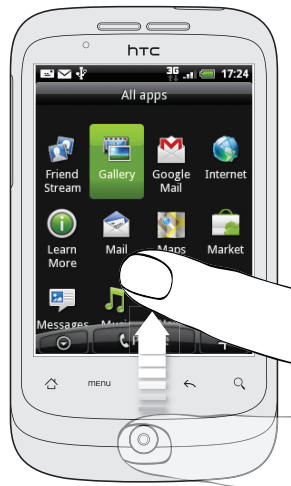 hTC
3G 17:24
All apps
Friend Stream
Gallery
Google Mail
Internet
Learn More
Mail
Maps
Market
Messages
Music
MENU